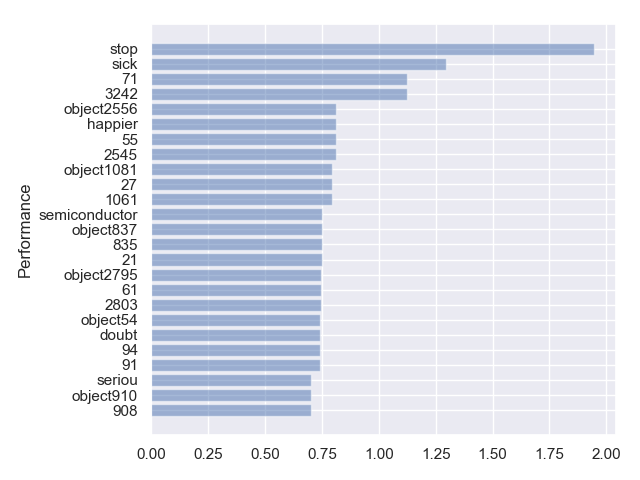 Performance
stop
sick
71
3242
object2556
happier
55
2545
object1081
27
1061
semiconductor
object837
835
21
object2795
61
2803
object54
doubt
94
91
seriou
object910
908
0.00 0.25 0.50 0.75 1.00 1.25 1.50 1.75 2.00